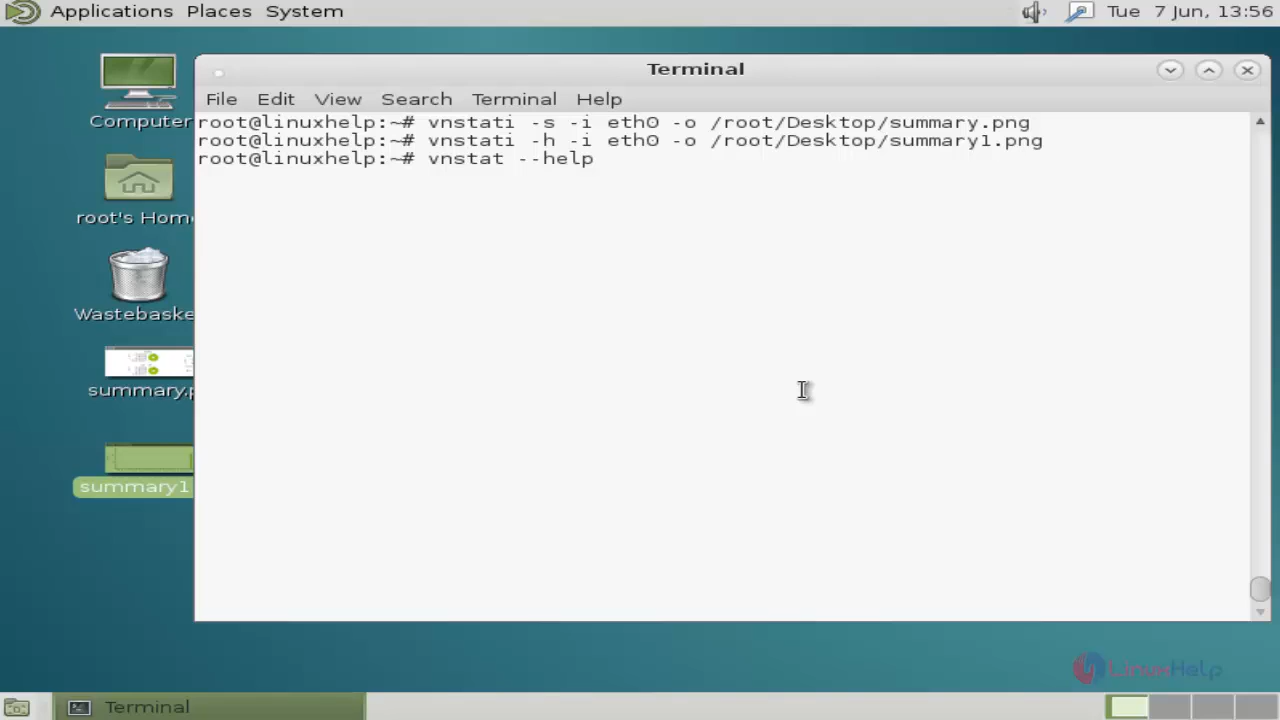 Applications Places System
Tue 7 Jun, 13:56
Terminal
File Edit View Search Terminal Help
root@linuxhelp:~# vnstati -s -i eth0 -o /root/Desktop/summary.png
root@linuxhelp:~# vnstati -h -i eth0 -o /root/Desktop/summary1.png
root@linuxhelp:~# vnstat --help
Computer
root's Hom
Wastebaske
summary.p
summary1
LinuxHelp
Terminal